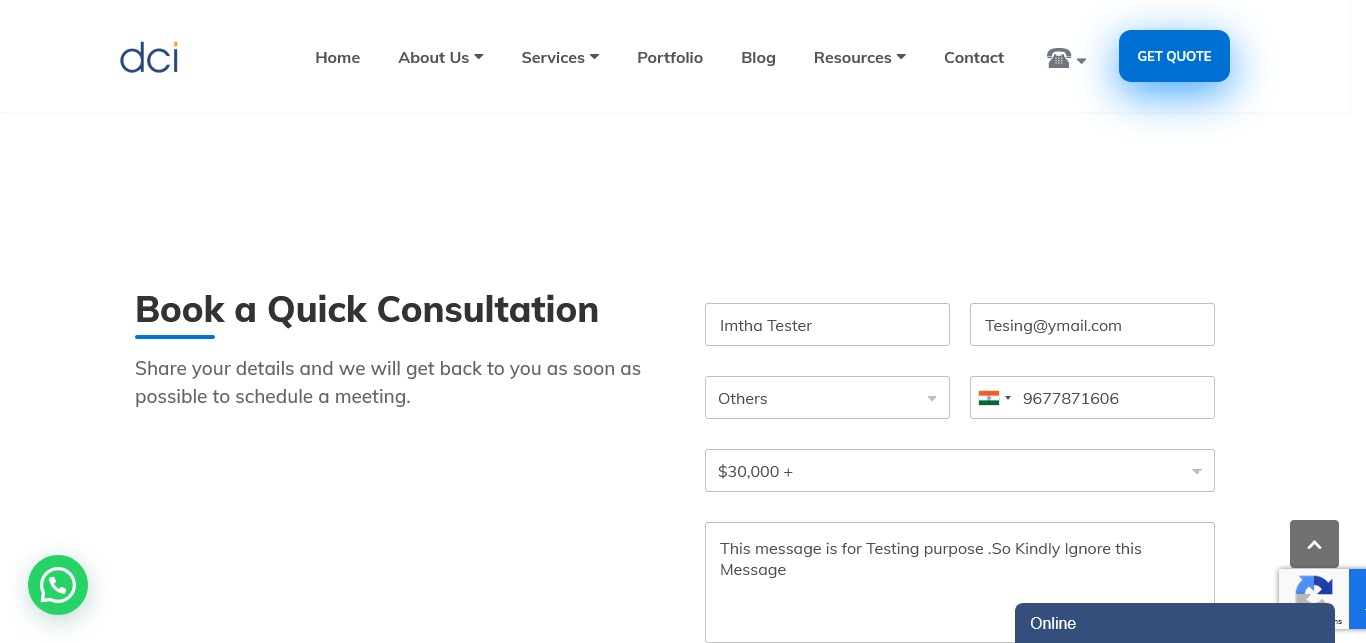 dci
Home
About Us
Services
Portfolio
Blog
Resources
Contact
GET QUOTE
Book a Quick Consultation
Share your details and we will get back to you as soon as
possible to schedule a meeting.
Imtha Tester
Tesing@ymail.com
Others
9677871606
$30,000 +
This message is for Testing purpose .So Kindly Ignore this
Message
Online